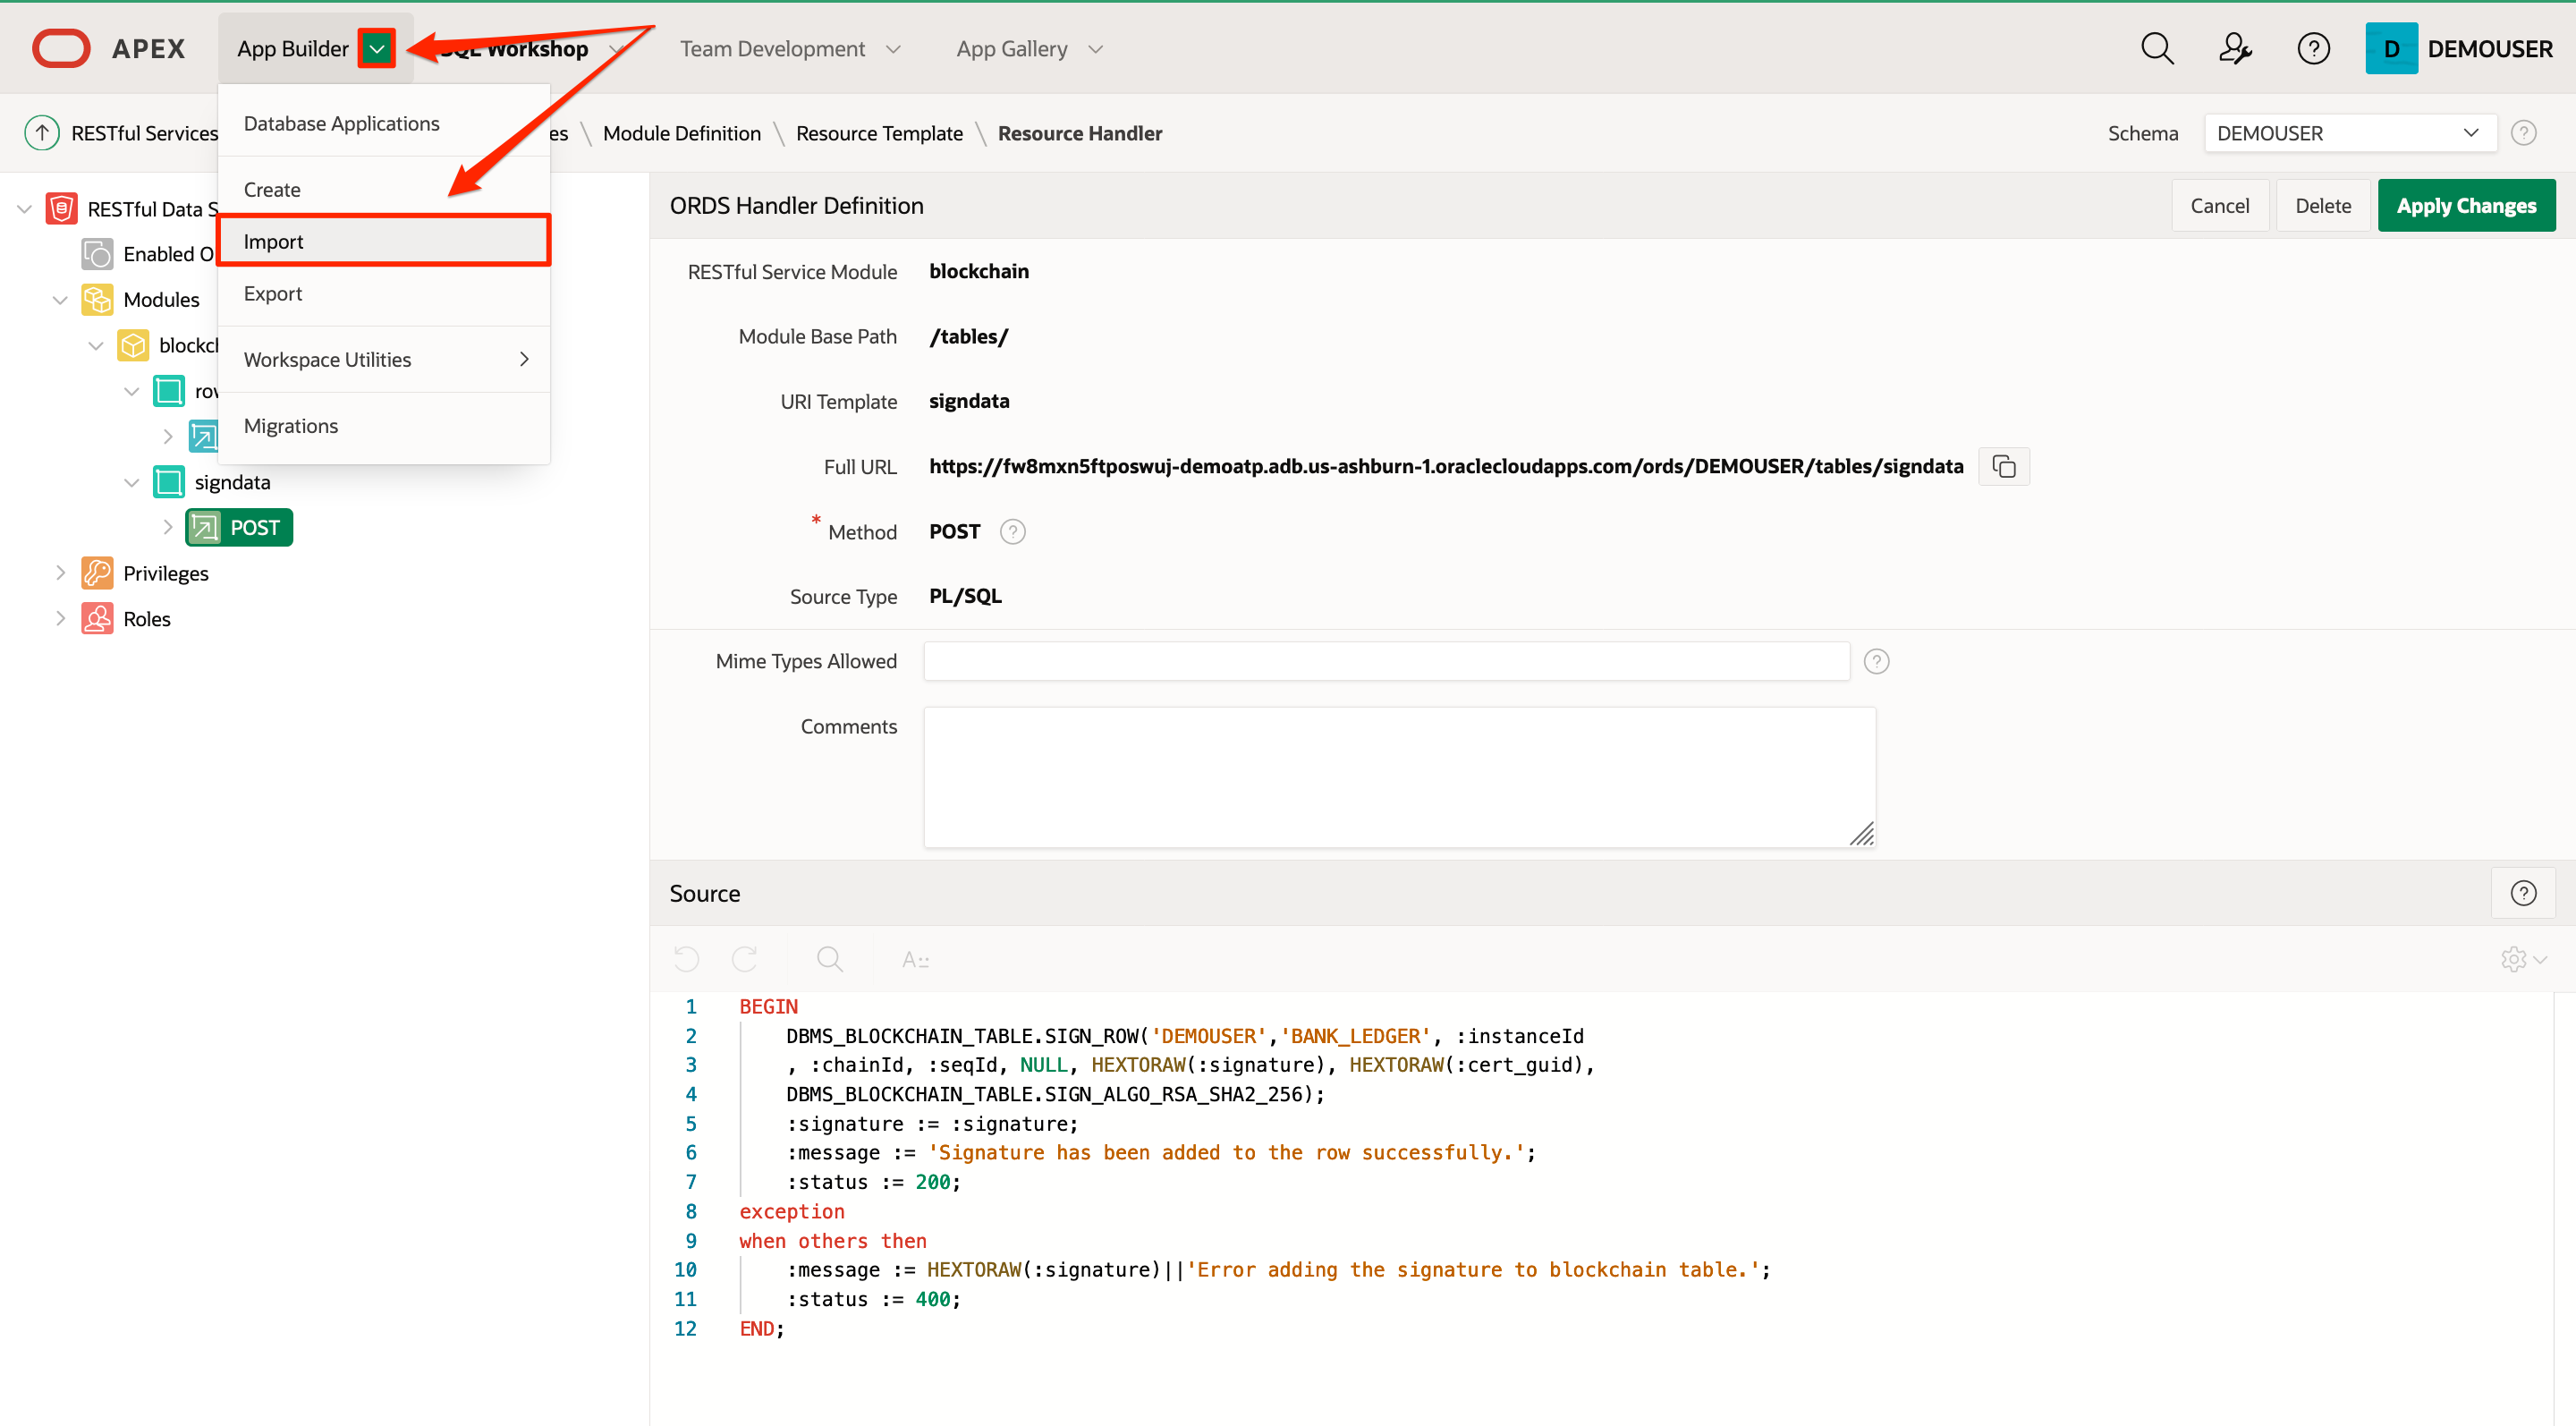 APEX App Builder SQL Workshop Team Development App Gallery D DEMOUSER
RESTful Services es \ Module Definition \ Resource Template \ Resource Handler Schema DEMOUSER
Database Applications
Create
Import
Export
Workspace Utilities
Migrations
RESTful Data S
Enabled O
Modules
blockch
row
signdata
POST
Privileges
Roles
ORDS Handler Definition Cancel Delete Apply Changes
RESTful Service Module blockchain
Module Base Path /tables/
URI Template signdata
Full URL https://fw8mxn5ftposwuj-demoatp.adb.us-ashburn-1.oraclecloudapps.com/ords/DEMOUSER/tables/signdata
* Method POST ?
Source Type PL/SQL
Mime Types Allowed ?
Comments
Source ?
1 BEGIN
2 DBMS_BLOCKCHAIN_TABLE.SIGN_ROW('DEMOUSER','BANK_LEDGER', :instanceId
3 , :chainId, :seqId, NULL, HEXTORAW(:signature), HEXTORAW(:cert_guid),
4 DBMS_BLOCKCHAIN_TABLE.SIGN_ALGO_RSA_SHA2_256);
5 :signature := :signature;
6 :message := 'Signature has been added to the row successfully.';
7 :status := 200;
8 exception
9 when others then
10 :message := HEXTORAW(:signature)||'Error adding the signature to blockchain table.';
11 :status := 400;
12 END;